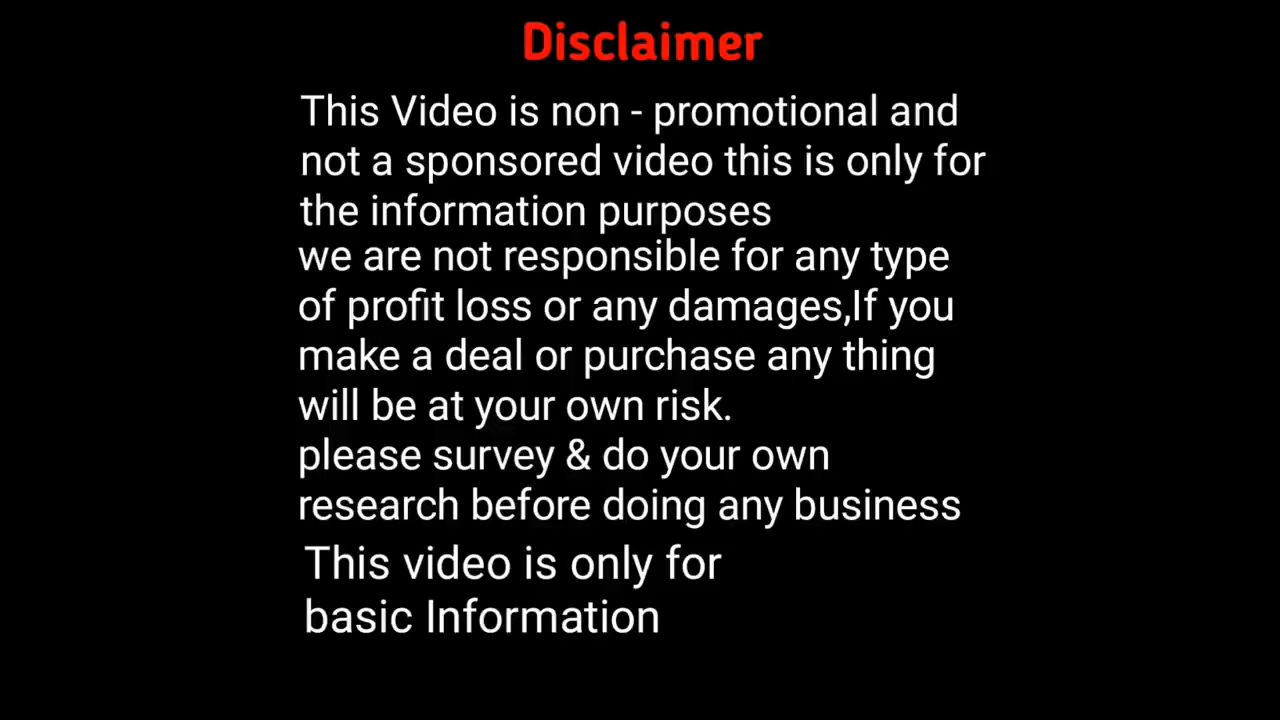 Disclaimer
This Video is non - promotional and
not a sponsored video this is only for
the information purposes
we are not responsible for any type
of profit loss or any damages,If you
make a deal or purchase any thing
will be at your own risk.
please survey & do your own
research before doing any business
This video is only for
basic Information